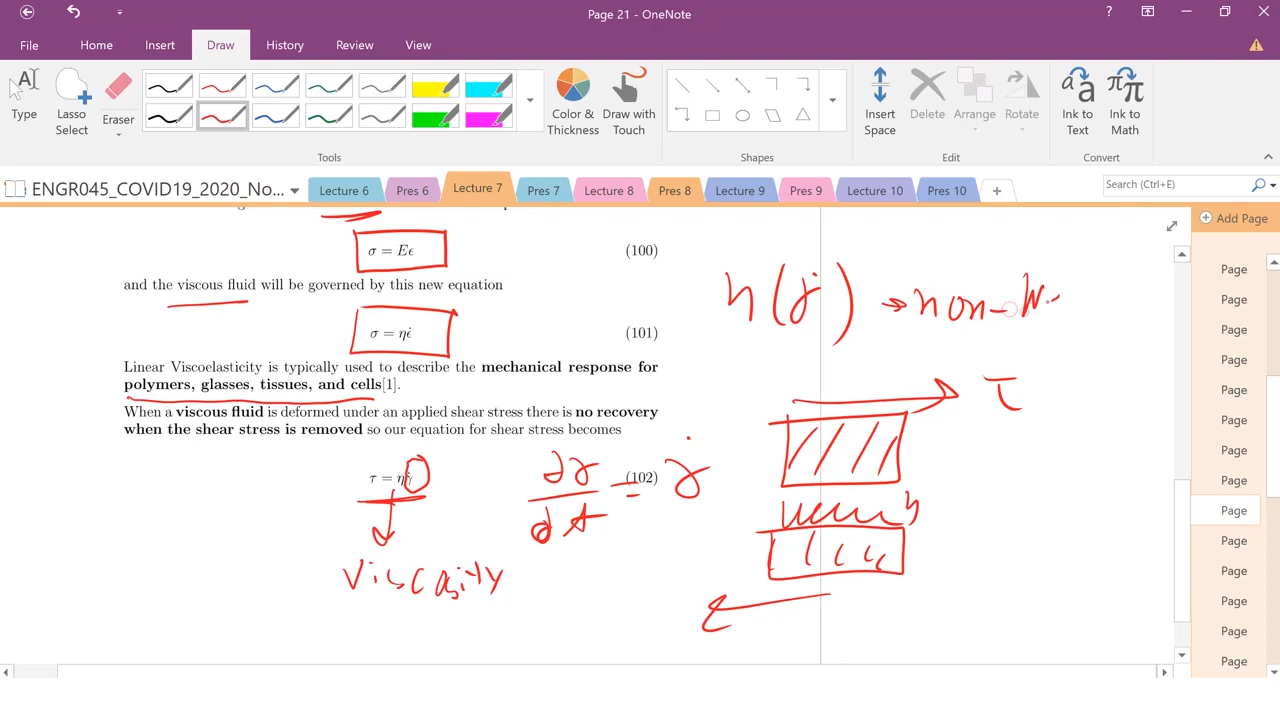 Page 21 - OneNote
File Home Insert Draw History Review View
Type
Lasso Select
Eraser
Color & Thickness
Draw with Touch
Insert Space
Delete
Arrange
Rotate
Ink to Text
Ink to Math
Tools
Shapes
Edit
Convert
ENGR045_COVID19_2020_No... Lecture 6 Pres 6 Lecture 7 Pres 7 Lecture 8 Pres 8 Lecture 9 Pres 9 Lecture 10 Pres 10 Search (Ctrl+E)
Add Page
σ = Eϵ (100)
and the viscous fluid will be governed by this new equation
σ = ηϵ̇ (101)
Linear Viscoelasticity is typically used to describe the mechanical response for
polymers, glasses, tissues, and cells[1].
When a viscous fluid is deformed under an applied shear stress there is no recovery
when the shear stress is removed so our equation for shear stress becomes
τ = ηγ̇ (102)
∂γ/dt = γ̇
viscosity
η(γ̇) → non-N
τ
η
Page
Page
Page
Page
Page
Page
Page
Page
Page
Page
Page
Page
Page
Page